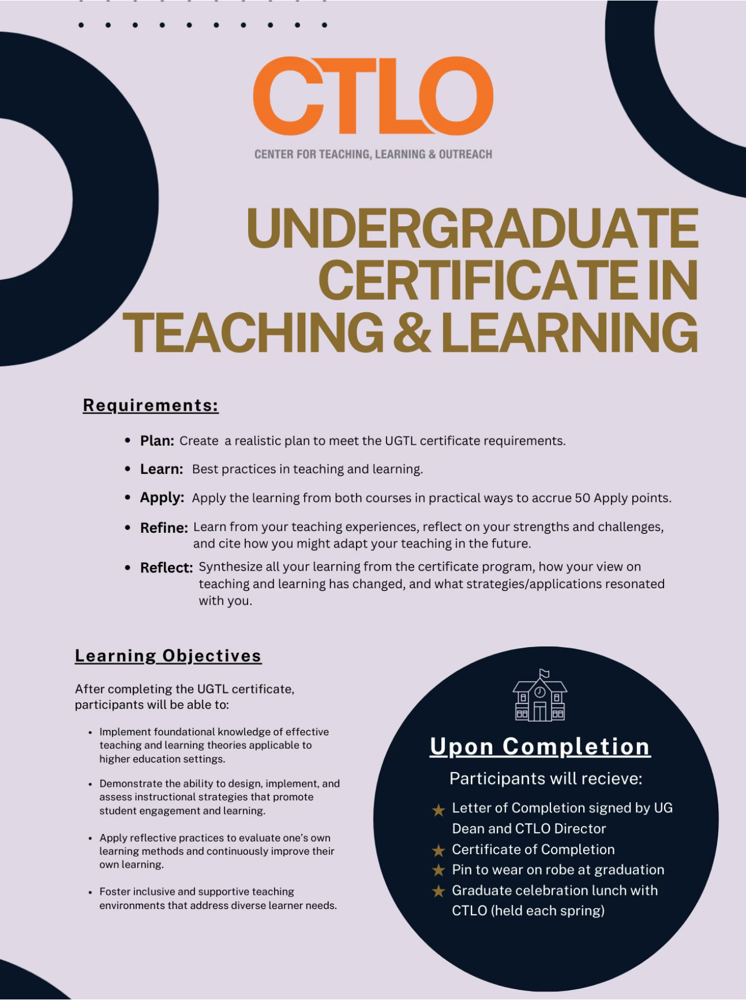 CTLO
CENTER FOR TEACHING, LEARNING & OUTREACH
UNDERGRADUATE
CERTIFICATE IN
TEACHING & LEARNING
Requirements:
• Plan: Create a realistic plan to meet the UGTL certificate requirements.
• Learn: Best practices in teaching and learning.
• Apply: Apply the learning from both courses in practical ways to accrue 50 Apply points.
• Refine: Learn from your teaching experiences, reflect on your strengths and challenges,
and cite how you might adapt your teaching in the future.
• Reflect: Synthesize all your learning from the certificate program, how your view on
teaching and learning has changed, and what strategies/applications resonated
with you.
Learning Objectives
After completing the UGTL certificate,
participants will be able to:
• Implement foundational knowledge of effective
teaching and learning theories applicable to
higher education settings.
• Demonstrate the ability to design, implement, and
assess instructional strategies that promote
student engagement and learning.
• Apply reflective practices to evaluate one's own
learning methods and continuously improve their
own learning.
• Foster inclusive and supportive teaching
environments that address diverse learner needs.
Upon Completion
Participants will recieve:
★ Letter of Completion signed by UG
Dean and CTLO Director
★ Certificate of Completion
★ Pin to wear on robe at graduation
★ Graduate celebration lunch with
CTLO (held each spring)